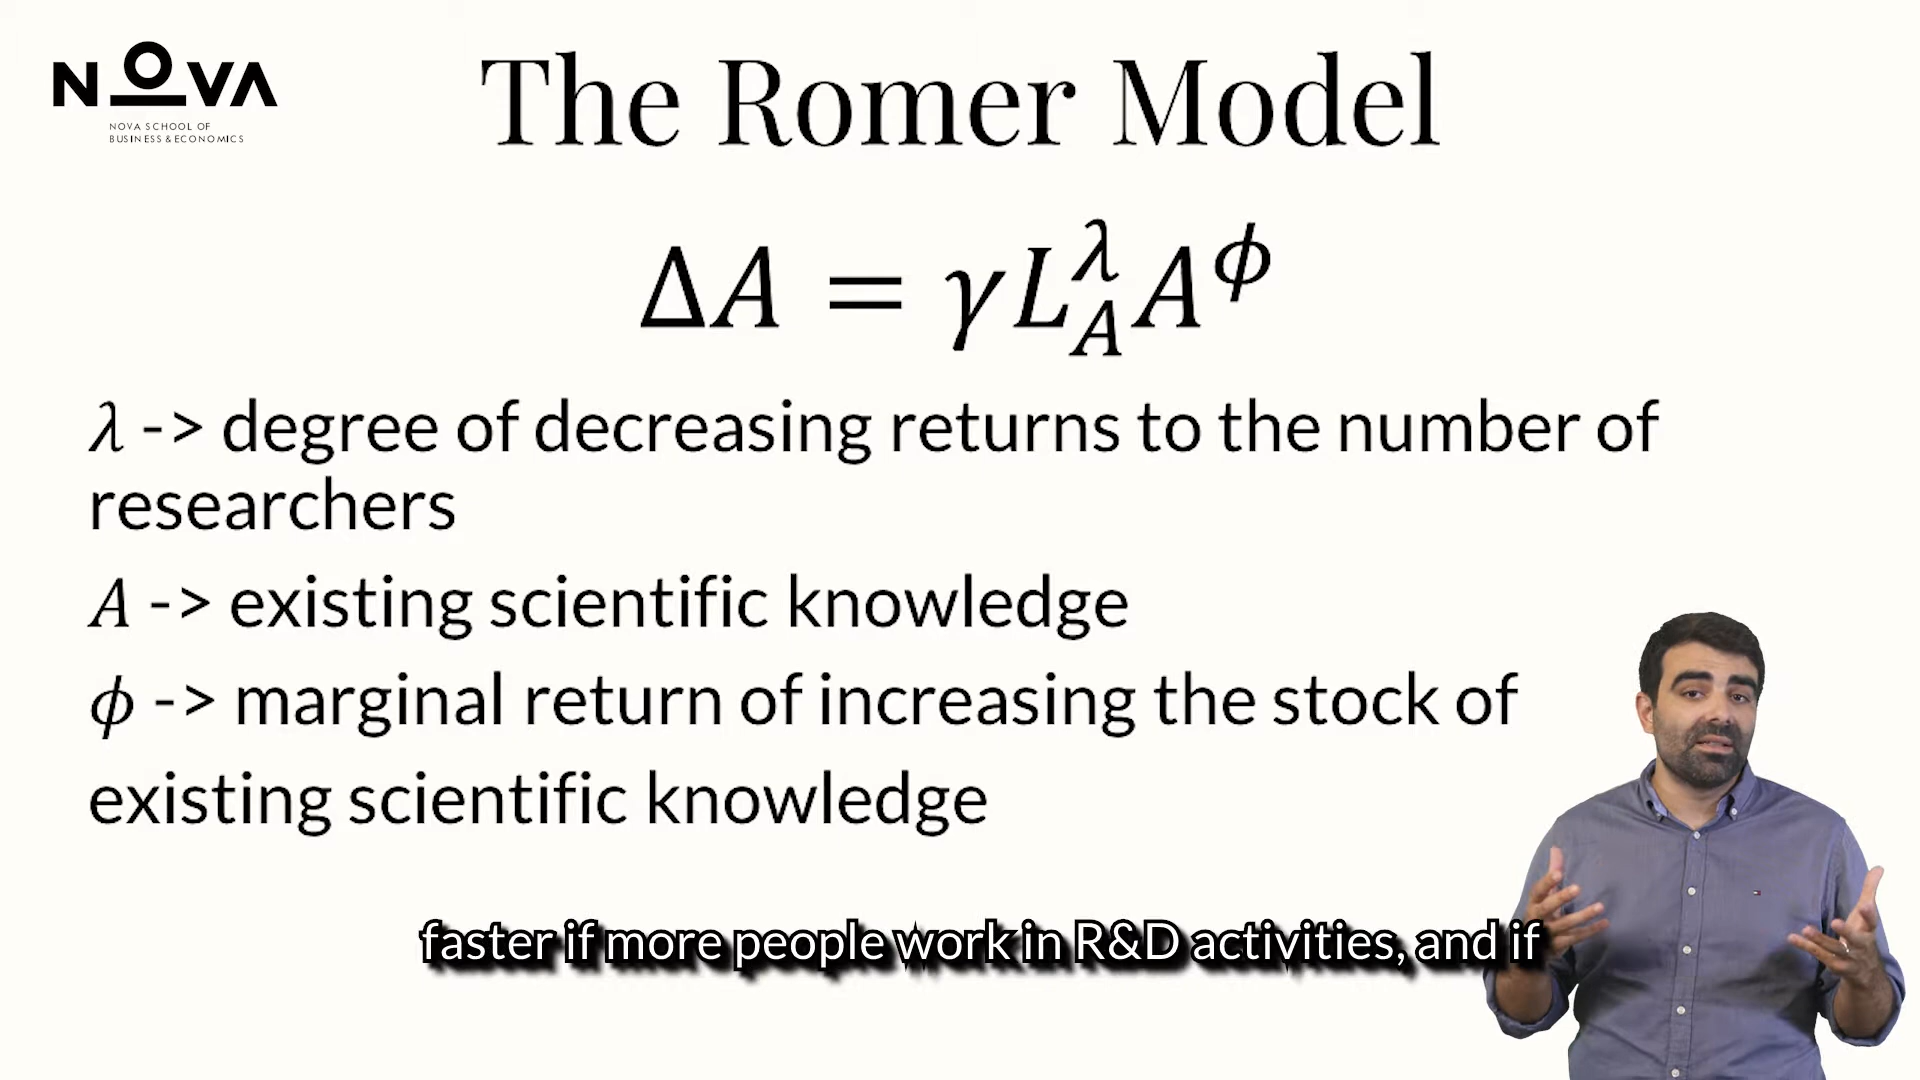 NOVA
NOVA SCHOOL OF
BUSINESS & ECONOMICS
The Romer Model
ΔA = γL_A^λ A^ϕ
λ -> degree of decreasing returns to the number of
researchers
A -> existing scientific knowledge
ϕ -> marginal return of increasing the stock of
existing scientific knowledge
faster if more people work in R&D activities, and if